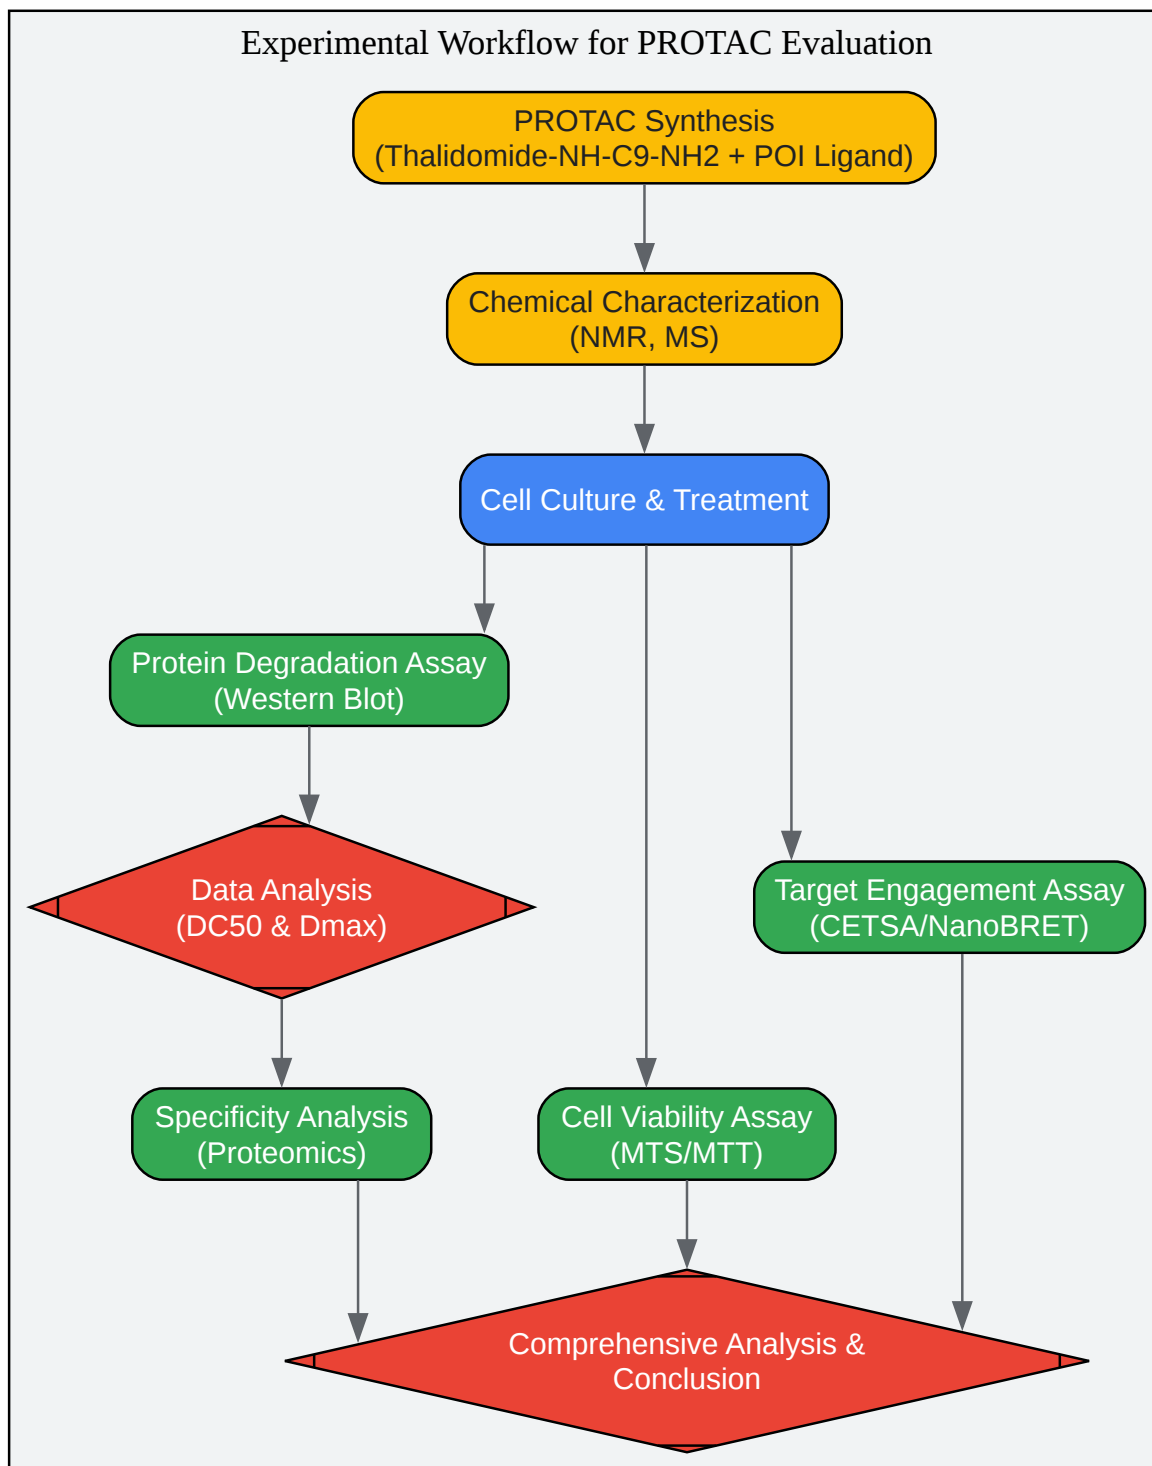 Experimental Workflow for PROTAC Evaluation
PROTAC Synthesis
(Thalidomide-NH-C9-NH2 + POI Ligand)
Chemical Characterization
(NMR, MS)
Cell Culture & Treatment
Protein Degradation Assay
(Western Blot)
Data Analysis
(DC50 & Dmax)
Target Engagement Assay
(CETSA/NanoBRET)
Specificity Analysis
(Proteomics)
Cell Viability Assay
(MTS/MTT)
Comprehensive Analysis &
Conclusion